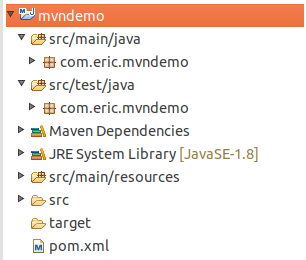 mvndemo
src/main/java
com.eric.mvndemo
src/test/java
com.eric.mvndemo
Maven Dependencies
JRE System Library [JavaSE-1.8]
src/main/resources
src
target
pom.xml